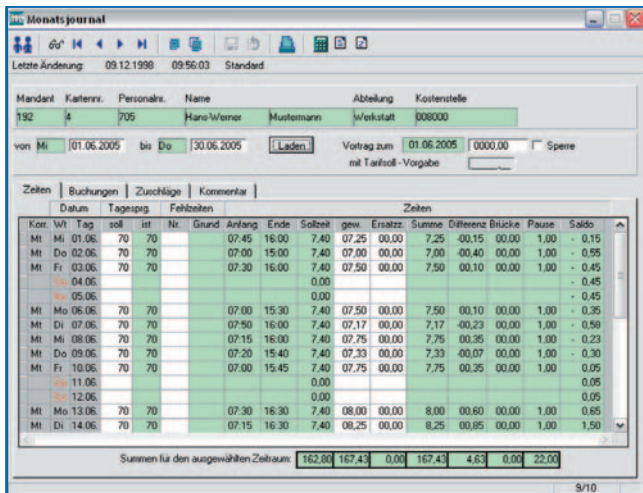 Monatsjournal
Letzte Änderung: 09.12.1998 09:56:03 Standard
Mandant Kartennr. Personalnr. Name Abteilung Kostenstelle
192 4 705 Hans-Werner Mustermann Werkstatt 008000
von Mi 01.06.2005 bis Do 30.06.2005 Laden Vortrag zum 01.06.2005 0000,00 Sperre
mit Tarifsoll - Vorgabe
Zeiten Buchungen Zuschläge Kommentar
Datum Tagesprg. Fehlzeiten Zeiten
Korr. Wt Tag soll ist Nr. Grund Anfang Ende Sollzeit gew. Ersatzz. Summe Differenz Brücke Pause Saldo
Mt Mi 01.06. 70 70 07:45 16:00 7,40 07,25 00,00 7,25 -00,15 00,00 1,00 - 0,15
Mt Do 02.06. 70 70 07:00 15:00 7,40 07,00 00,00 7,00 -00,40 00,00 1,00 - 0,55
Mt Fr 03.06. 70 70 07:30 16:00 7,40 07,50 00,00 7,50 00,10 00,00 1,00 - 0,45
04.06. 0,00 - 0,45
05.06. 0,00 - 0,45
Mt Mo 06.06. 70 70 07:00 15:30 7,40 07,50 00,00 7,50 00,10 00,00 1,00 - 0,35
Mt Di 07.06. 70 70 07:50 16:00 7,40 07,17 00,00 7,17 -00,23 00,00 1,00 - 0,58
Mt Mi 08.06. 70 70 07:15 16:00 7,40 07,75 00,00 7,75 00,35 00,00 1,00 - 0,23
Mt Do 09.06. 70 70 07:20 15:40 7,40 07,33 00,00 7,33 -00,07 00,00 1,00 - 0,30
Mt Fr 10.06. 70 70 07:00 15:45 7,40 07,75 00,00 7,75 00,35 00,00 1,00 0,05
11.06. 0,00 0,05
12.06. 0,00 0,05
Mt Mo 13.06. 70 70 07:30 16:30 7,40 08,00 00,00 8,00 00,60 00,00 1,00 0,65
Mt Di 14.06. 70 70 07:15 16:30 7,40 08,25 00,00 8,25 00,85 00,00 1,00 1,50
Summen für den ausgewählten Zeitraum: 162,80 167,43 0,00 167,43 4,63 0,00 22,00
9/10